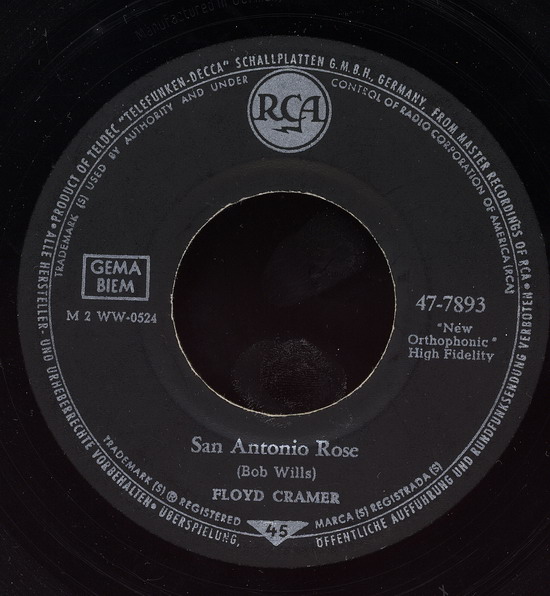 Manufactured in Germany
• PRODUCT OF TELDEC "TELEFUNKEN-DECCA" SCHALLPLATTEN G.M.B.H., GERMANY, FROM MASTER RECORDINGS OF RCA •
TRADEMARK (S) USED BY AUTHORITY AND UNDER CONTROL OF RADIO CORPORATION OF AMERICA (RCA)
RCA
GEMA
BIEM
M 2 WW-0524
47-7893
"New
Orthophonic"
High Fidelity
San Antonio Rose
(Bob Wills)
FLOYD CRAMER
TRADEMARK (S) ® REGISTERED
MARCA (S) REGISTRADA (S)
45
ALLE HERSTELLER- UND URHEBERRECHTE VORBEHALTEN • ÜBERSPIELUNG, ÖFFENTLICHE AUFFÜHRUNG UND RUNDFUNKSENDUNG VERBOTEN